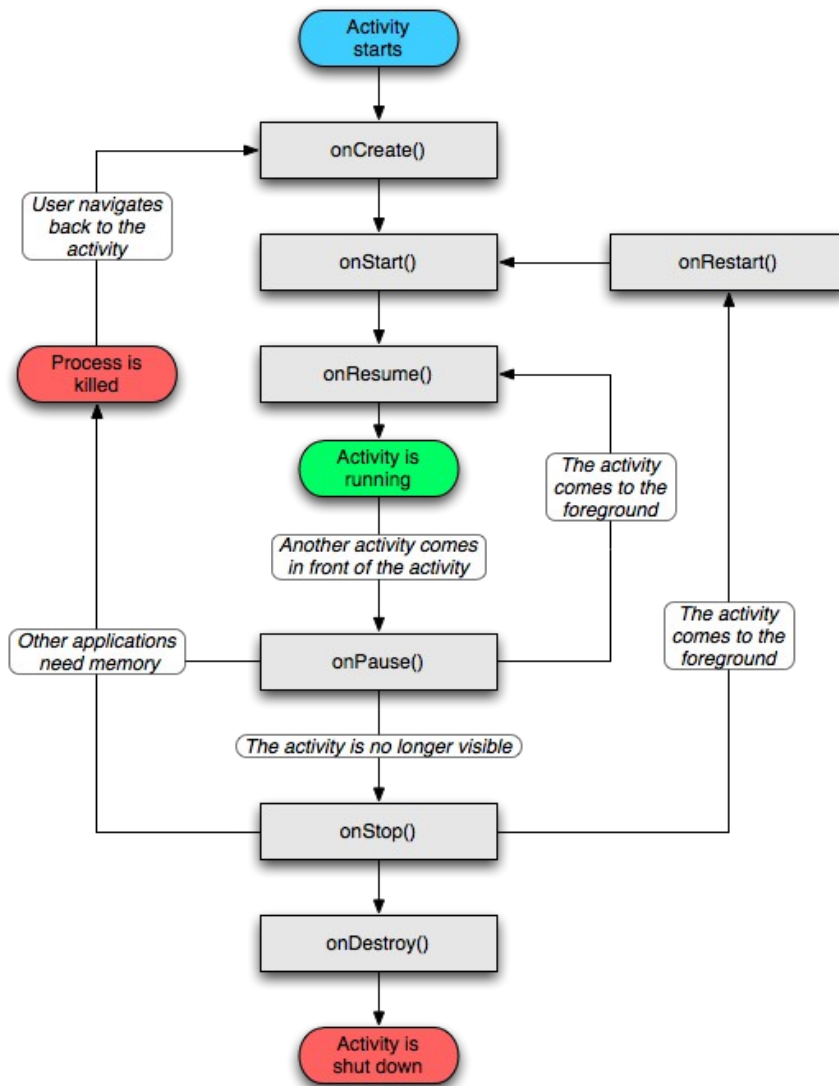 Activity
starts
onCreate()
User navigates
back to the
activity
onStart()
onRestart()
Process is
killed
onResume()
Activity is
running
The activity
comes to the
foreground
Another activity comes
in front of the activity
The activity
comes to the
foreground
Other applications
need memory
onPause()
The activity is no longer visible
onStop()
onDestroy()
Activity is
shut down